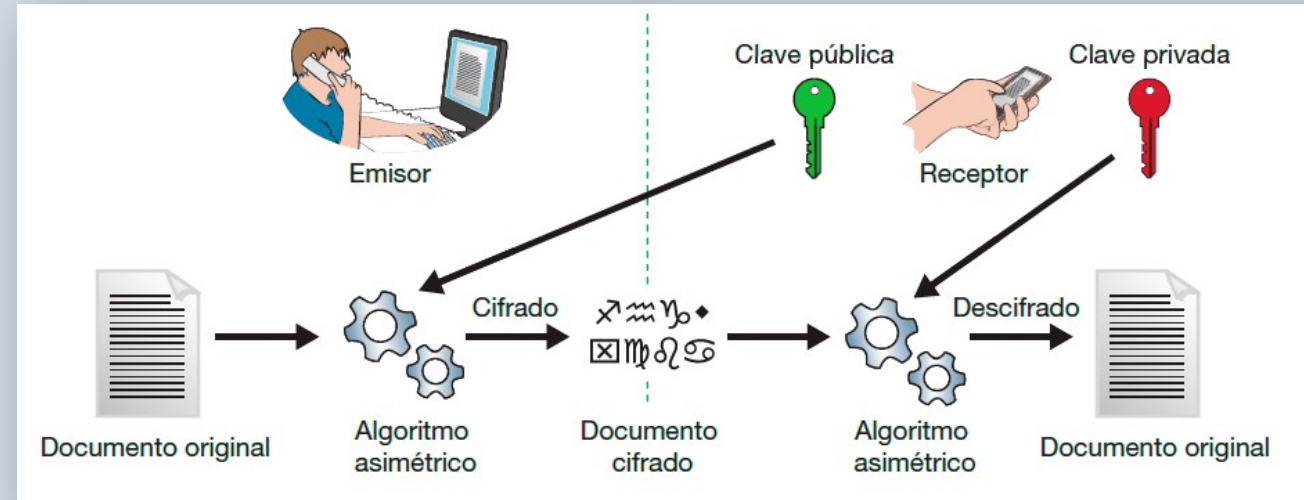 Clave pública
Clave privada
Emisor
Receptor
Cifrado
Descifrado
Documento original
Algoritmo
asimétrico
Documento
cifrado
Algoritmo
asimétrico
Documento original